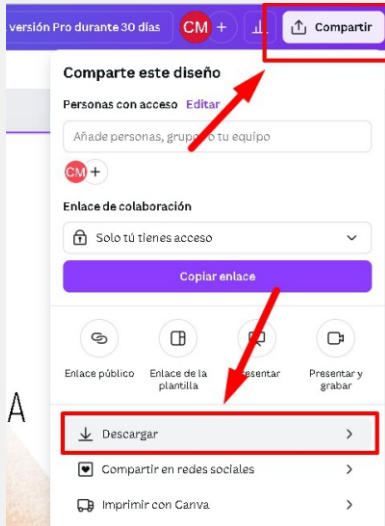 versión Pro durante 30 días
CM
+
Compartir
Comparte este diseño
Personas con acceso Editar
Añade personas, grupo o tu equipo
CM +
Enlace de colaboración
Solo tú tienes acceso
Copiar enlace
Enlace público
Enlace de la plantilla
Presentar
Presentar y grabar
A
Descargar
Compartir en redes sociales
Imprimir con Canva